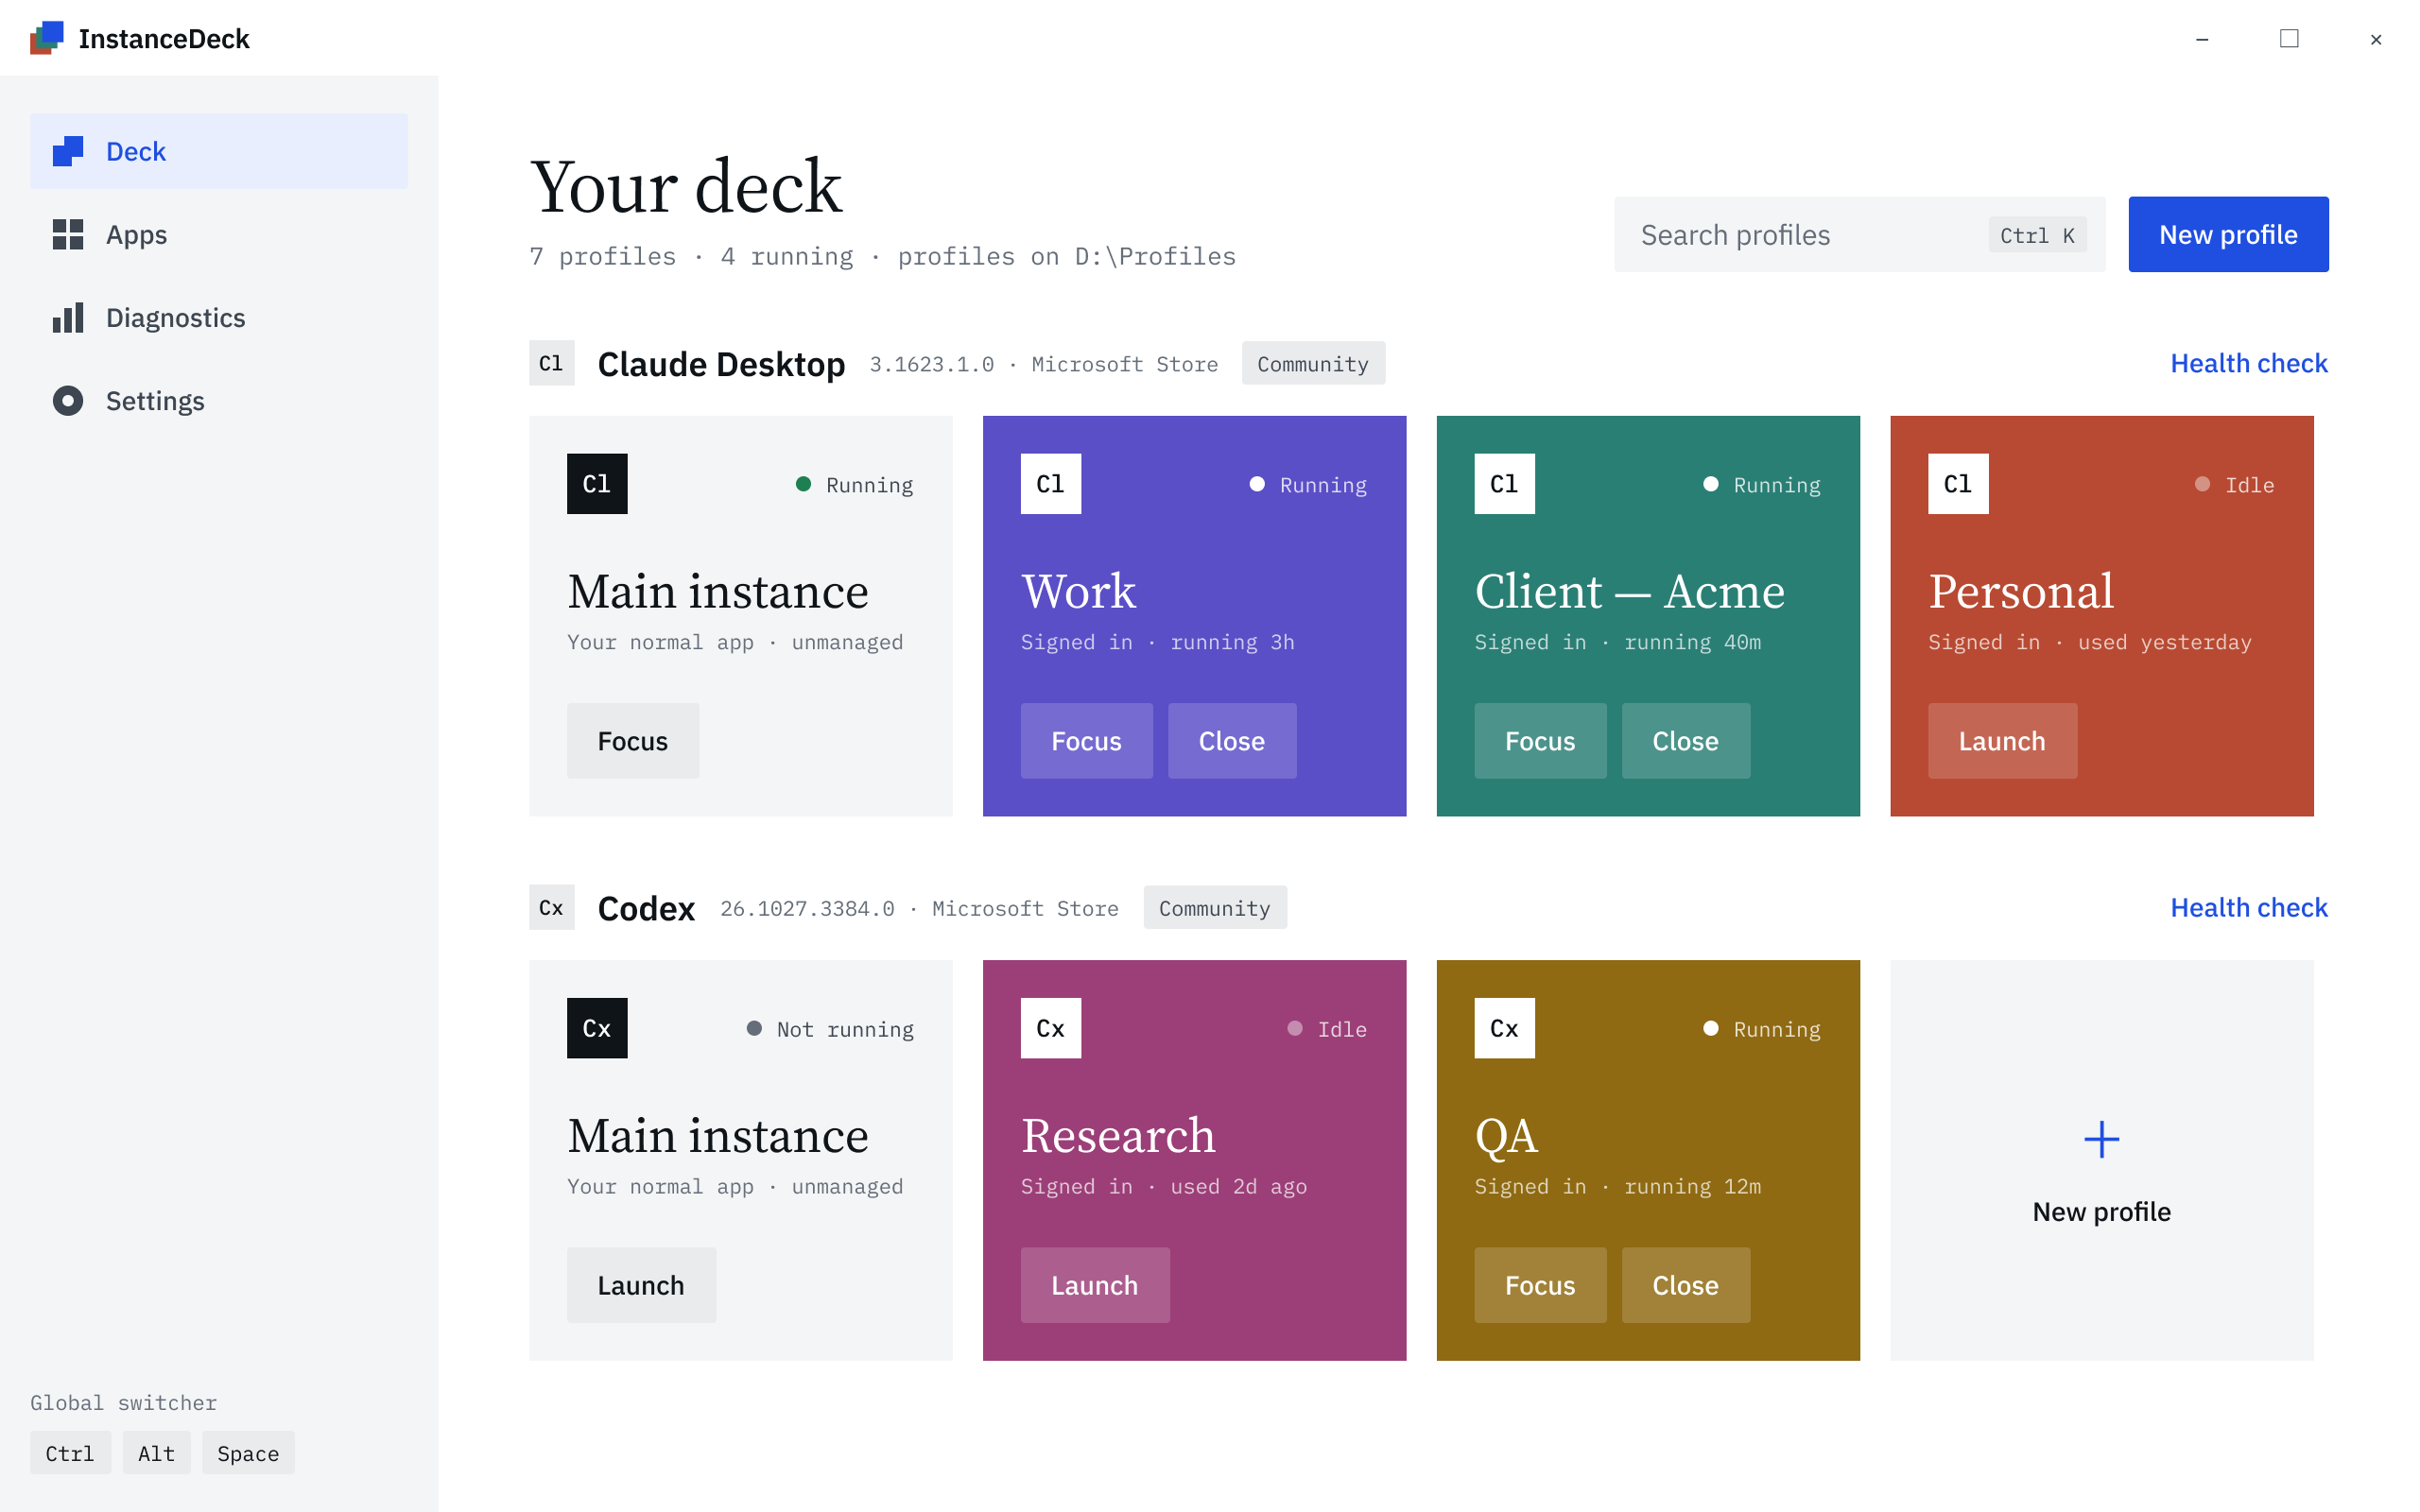 InstanceDeck
Deck
Apps
Diagnostics
Settings
Global switcher
Ctrl Alt Space
Your deck
7 profiles · 4 running · profiles on D:\Profiles
Search profiles Ctrl K
New profile
Cl Claude Desktop 3.1623.1.0 · Microsoft Store Community Health check
Cl Running
Main instance
Your normal app · unmanaged
Focus
Cl Running
Work
Signed in · running 3h
Focus Close
Cl Running
Client — Acme
Signed in · running 40m
Focus Close
Cl Idle
Personal
Signed in · used yesterday
Launch
Cx Codex 26.1027.3384.0 · Microsoft Store Community Health check
Cx Not running
Main instance
Your normal app · unmanaged
Launch
Cx Idle
Research
Signed in · used 2d ago
Launch
Cx Running
QA
Signed in · running 12m
Focus Close
New profile